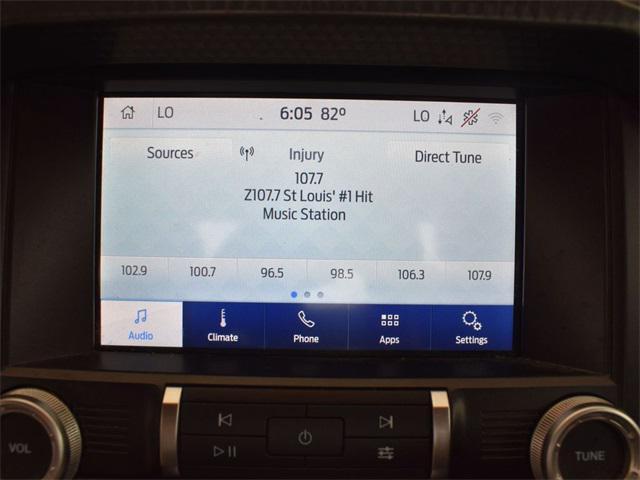 LO 6:05 82° LO
Sources Injury Direct Tune
107.7
Z107.7 St Louis' #1 Hit
Music Station
102.9 100.7 96.5 98.5 106.3 107.9
Audio Climate Phone Apps Settings
VOL TUNE